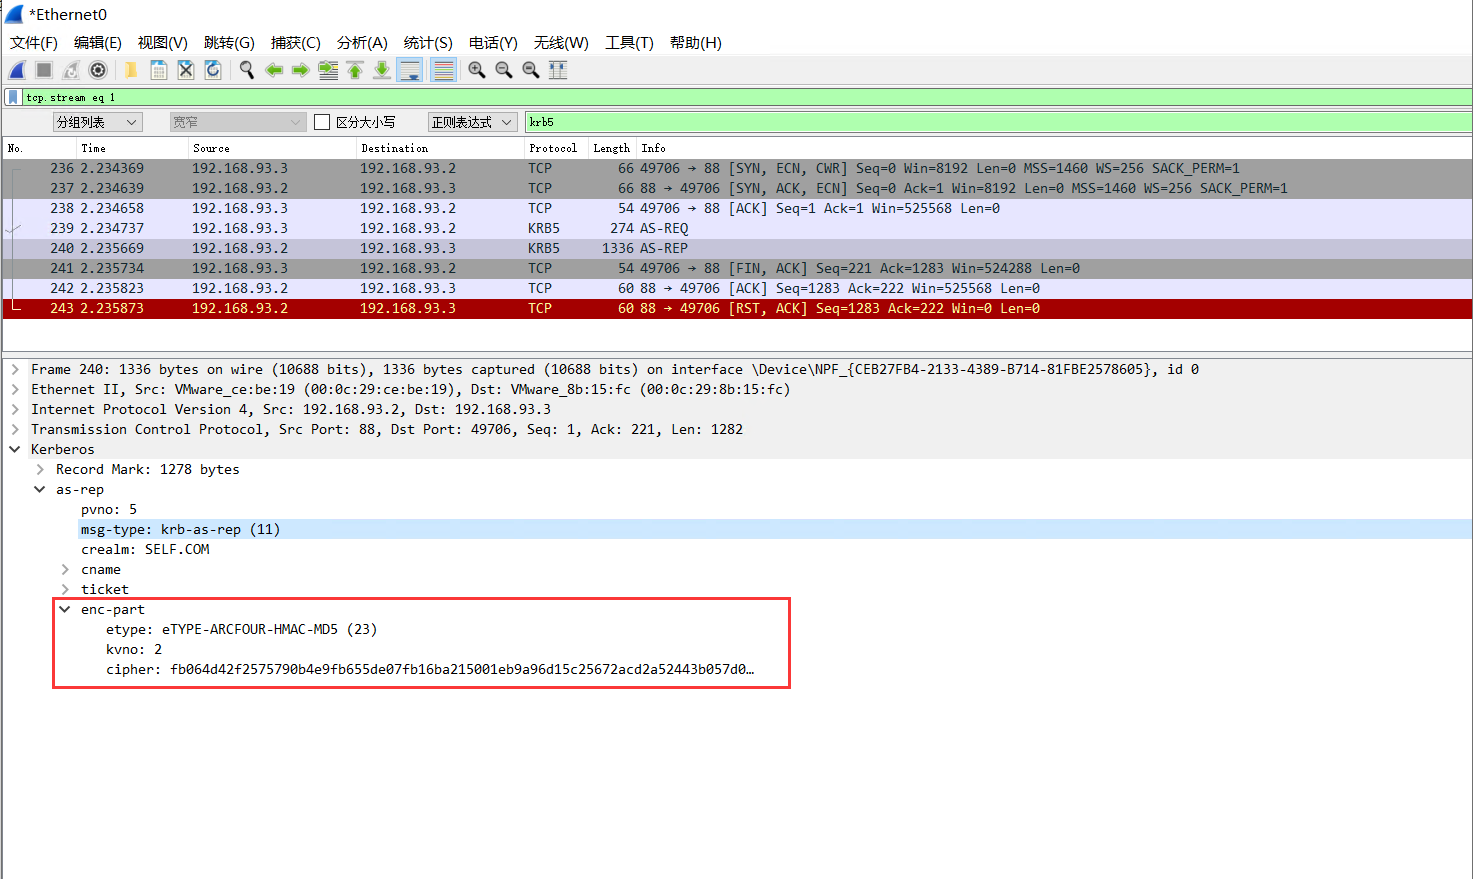 *Ethernet0
文件(F) 编辑(E) 视图(V) 跳转(G) 捕获(C) 分析(A) 统计(S) 电话(Y) 无线(W) 工具(T) 帮助(H)
tcp.stream eq 1
分组列表 宽窄 区分大小写 正则表达式 krb5
No. Time Source Destination Protocol Length Info
236 2.234369 192.168.93.3 192.168.93.2 TCP 66 49706 → 88 [SYN, ECN, CWR] Seq=0 Win=8192 Len=0 MSS=1460 WS=256 SACK_PERM=1
237 2.234639 192.168.93.2 192.168.93.3 TCP 66 88 → 49706 [SYN, ACK, ECN] Seq=0 Ack=1 Win=8192 Len=0 MSS=1460 WS=256 SACK_PERM=1
238 2.234658 192.168.93.3 192.168.93.2 TCP 54 49706 → 88 [ACK] Seq=1 Ack=1 Win=525568 Len=0
239 2.234737 192.168.93.3 192.168.93.2 KRB5 274 AS-REQ
240 2.235669 192.168.93.2 192.168.93.3 KRB5 1336 AS-REP
241 2.235734 192.168.93.3 192.168.93.2 TCP 54 49706 → 88 [FIN, ACK] Seq=221 Ack=1283 Win=524288 Len=0
242 2.235823 192.168.93.2 192.168.93.3 TCP 60 88 → 49706 [ACK] Seq=1283 Ack=222 Win=525568 Len=0
243 2.235873 192.168.93.2 192.168.93.3 TCP 60 88 → 49706 [RST, ACK] Seq=1283 Ack=222 Win=0 Len=0
Frame 240: 1336 bytes on wire (10688 bits), 1336 bytes captured (10688 bits) on interface \Device\NPF_{CEB27FB4-2133-4389-B714-81FBE2578605}, id 0
Ethernet II, Src: VMware_ce:be:19 (00:0c:29:ce:be:19), Dst: VMware_8b:15:fc (00:0c:29:8b:15:fc)
Internet Protocol Version 4, Src: 192.168.93.2, Dst: 192.168.93.3
Transmission Control Protocol, Src Port: 88, Dst Port: 49706, Seq: 1, Ack: 221, Len: 1282
Kerberos
Record Mark: 1278 bytes
as-rep
pvno: 5
msg-type: krb-as-rep (11)
crealm: SELF.COM
cname
ticket
enc-part
etype: eTYPE-ARCFOUR-HMAC-MD5 (23)
kvno: 2
cipher: fb064d42f2575790b4e9fb655de07fb16ba215001eb9a96d15c25672acd2a52443b057d0…